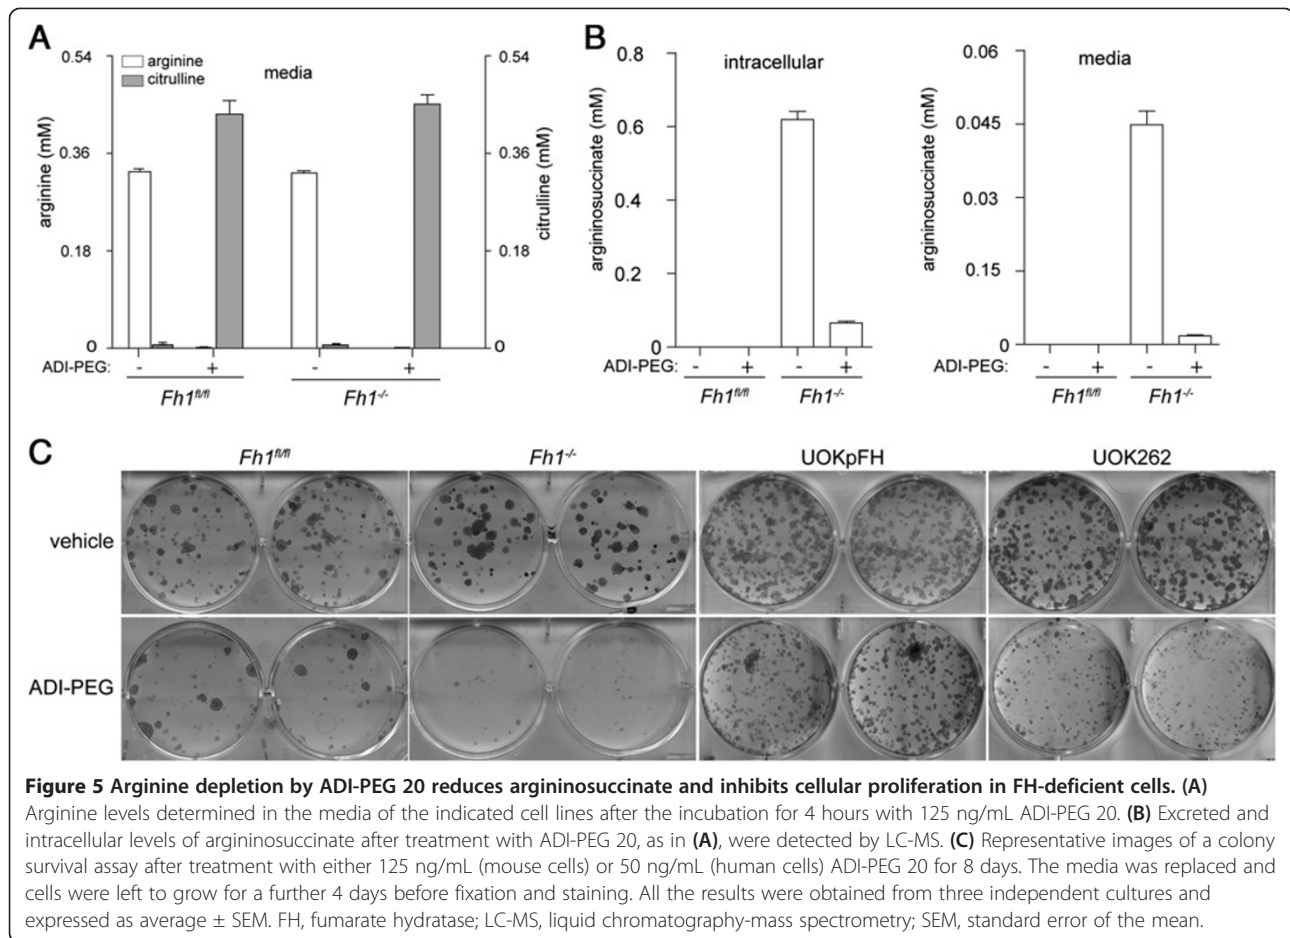 A
B
0.54
0.36
0.18
0
arginine (mM)
arginine
citrulline
media
0.54
0.36
0.18
0
citrulline (mM)
ADI-PEG: - + - +
Fh1fl/fl Fh1-/-
0.8
0.6
0.4
0.2
0
argininosuccinate (mM)
intracellular
ADI-PEG: - + - +
Fh1fl/fl Fh1-/-
0.06
0.045
0.03
0.15
0
argininosuccinate (mM)
media
ADI-PEG: - + - +
Fh1fl/fl Fh1-/-
C
Fh1fl/fl Fh1-/- UOKpFH UOK262
vehicle
ADI-PEG
Figure 5 Arginine depletion by ADI-PEG 20 reduces argininosuccinate and inhibits cellular proliferation in FH-deficient cells. (A)
Arginine levels determined in the media of the indicated cell lines after the incubation for 4 hours with 125 ng/mL ADI-PEG 20. (B) Excreted and
intracellular levels of argininosuccinate after treatment with ADI-PEG 20, as in (A), were detected by LC-MS. (C) Representative images of a colony
survival assay after treatment with either 125 ng/mL (mouse cells) or 50 ng/mL (human cells) ADI-PEG 20 for 8 days. The media was replaced and
cells were left to grow for a further 4 days before fixation and staining. All the results were obtained from three independent cultures and
expressed as average ± SEM. FH, fumarate hydratase; LC-MS, liquid chromatography-mass spectrometry; SEM, standard error of the mean.